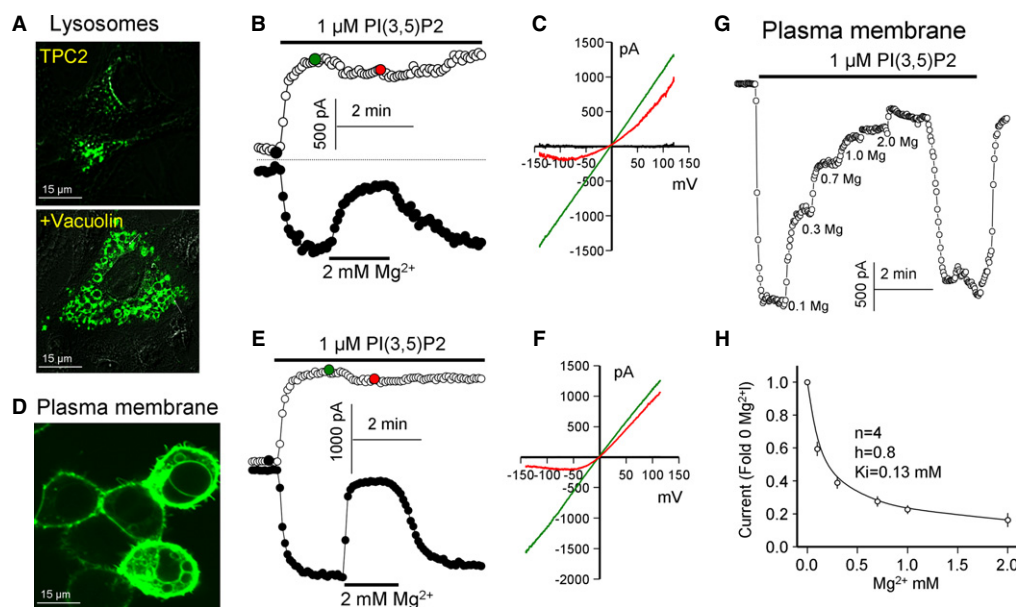 A Lysosomes
TPC2
15 µm
+Vacuolin
15 µm
B
1 µM PI(3,5)P2
500 pA
2 min
2 mM Mg²⁺
C
pA
1500
1000
500
-150 -100 -50 50 100 150
mV
-500
-1000
-1500
D Plasma membrane
15 µm
E
1 µM PI(3,5)P2
1000 pA
2 min
2 mM Mg²⁺
F
pA
1500
1000
500
-150 -100 -50 50 100 150
mV
-500
-1000
-1500
-2000
G
Plasma membrane
1 µM PI(3,5)P2
2.0 Mg
1.0 Mg
0.7 Mg
0.3 Mg
0.1 Mg
500 pA
2 min
H
Current (Fold 0 Mg²⁺I)
1.0
0.8
0.6
0.4
0.2
0.0
n=4
h=0.8
Ki=0.13 mM
0.0 0.5 1.0 1.5 2.0
Mg²⁺ mM